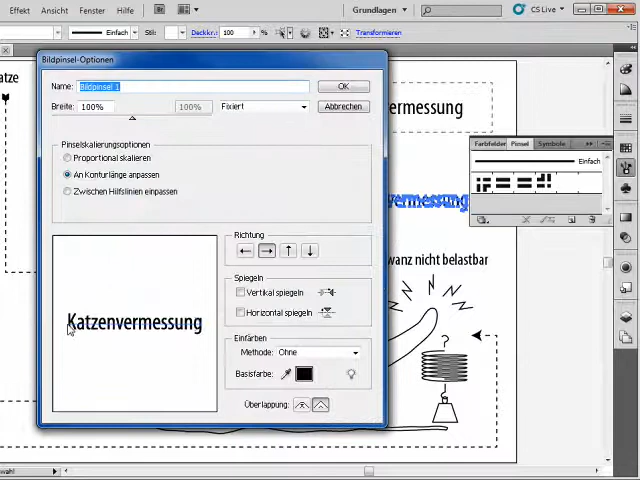 Effekt Ansicht Fenster Hilfe Br Grundlagen CS Live
Einfach Stil: Deckkr.: 100 % Transformieren
Bildpinsel-Optionen
Name: Bildpinsel 1 OK
Breite: 100% 100% Fixiert Abbrechen
Pinselskalierungsoptionen
Proportional skalieren
An Konturlänge anpassen
Zwischen Hilfslinien einpassen
Richtung
Spiegeln
Vertikal spiegeln
Horizontal spiegeln
Einfärben
Methode: Ohne
Basisfarbe:
Überlappung:
Katzenvermessung
atze
vermessung
Farbfelder Pinsel Symbole
Einfach
vermessung
wanz nicht belastbar
?
wahl